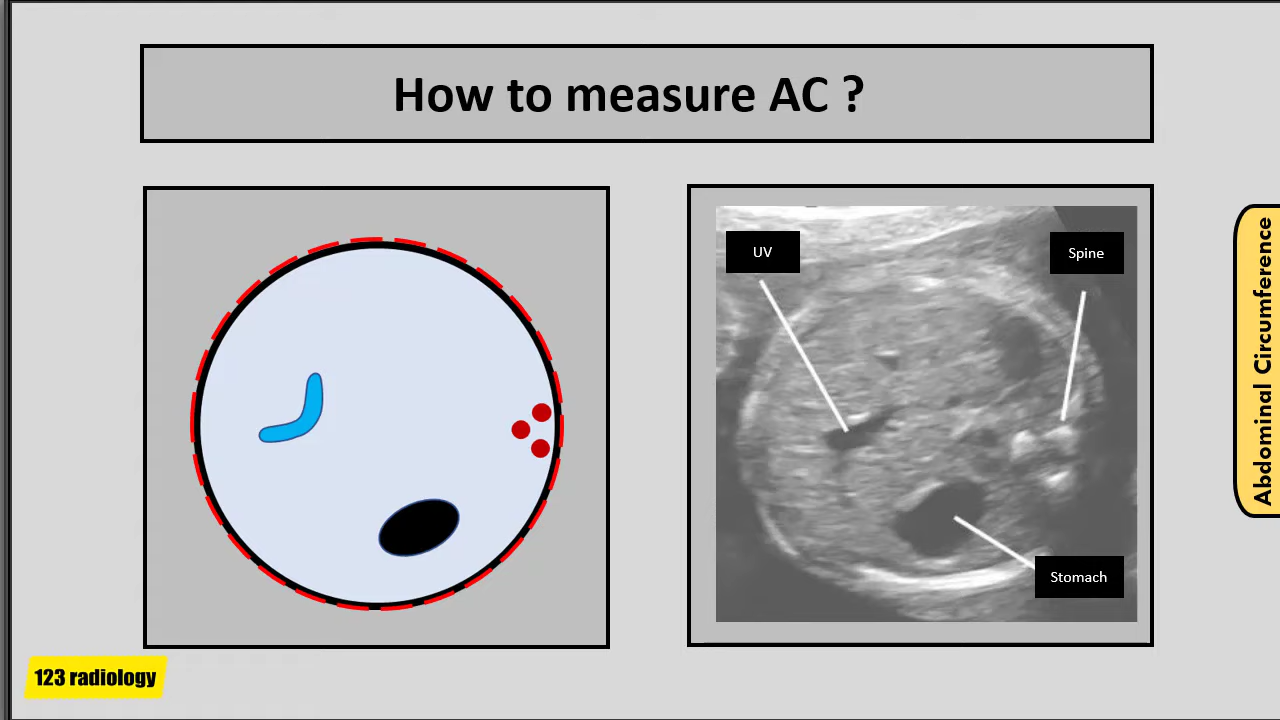 How to measure AC ?
UV
Spine
Stomach
Abdominal Circumference
123 radiology